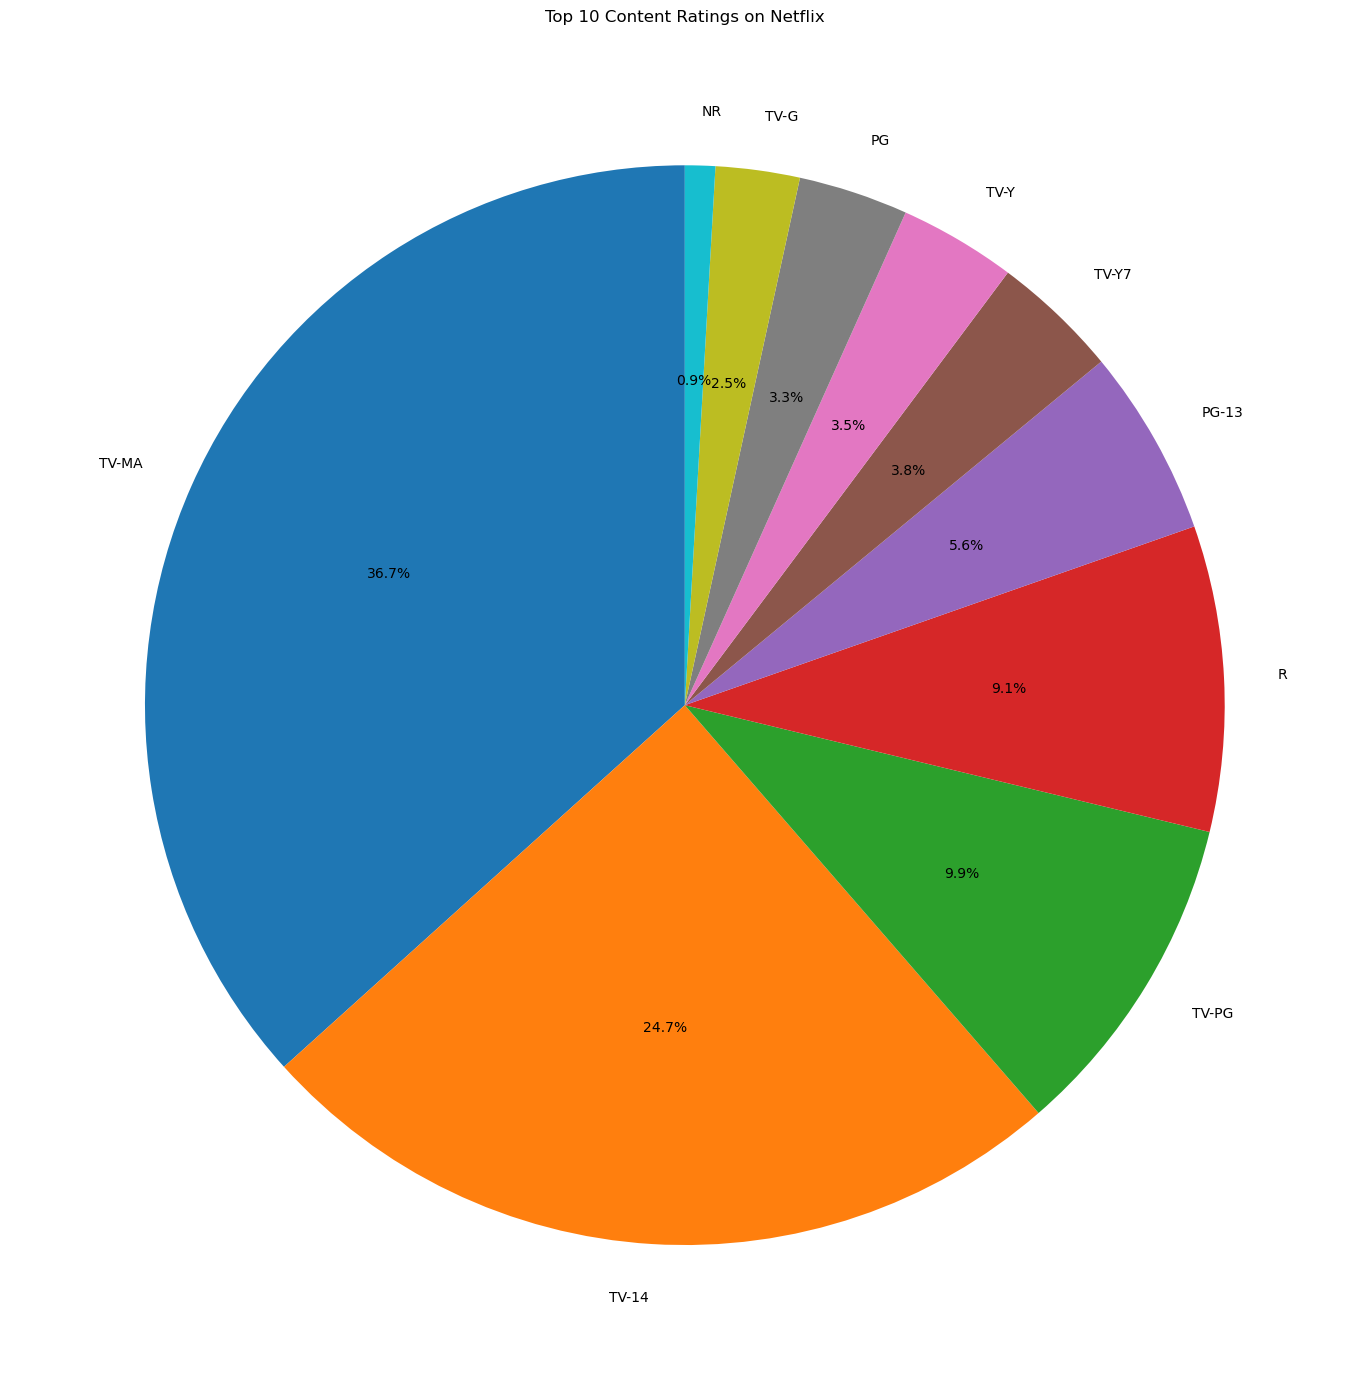 Top 10 Content Ratings on Netflix
NR
TV-G
PG
TV-Y
TV-Y7
PG-13
R
TV-PG
TV-14
TV-MA
0.9%
2.5%
3.3%
3.5%
3.8%
5.6%
9.1%
9.9%
24.7%
36.7%